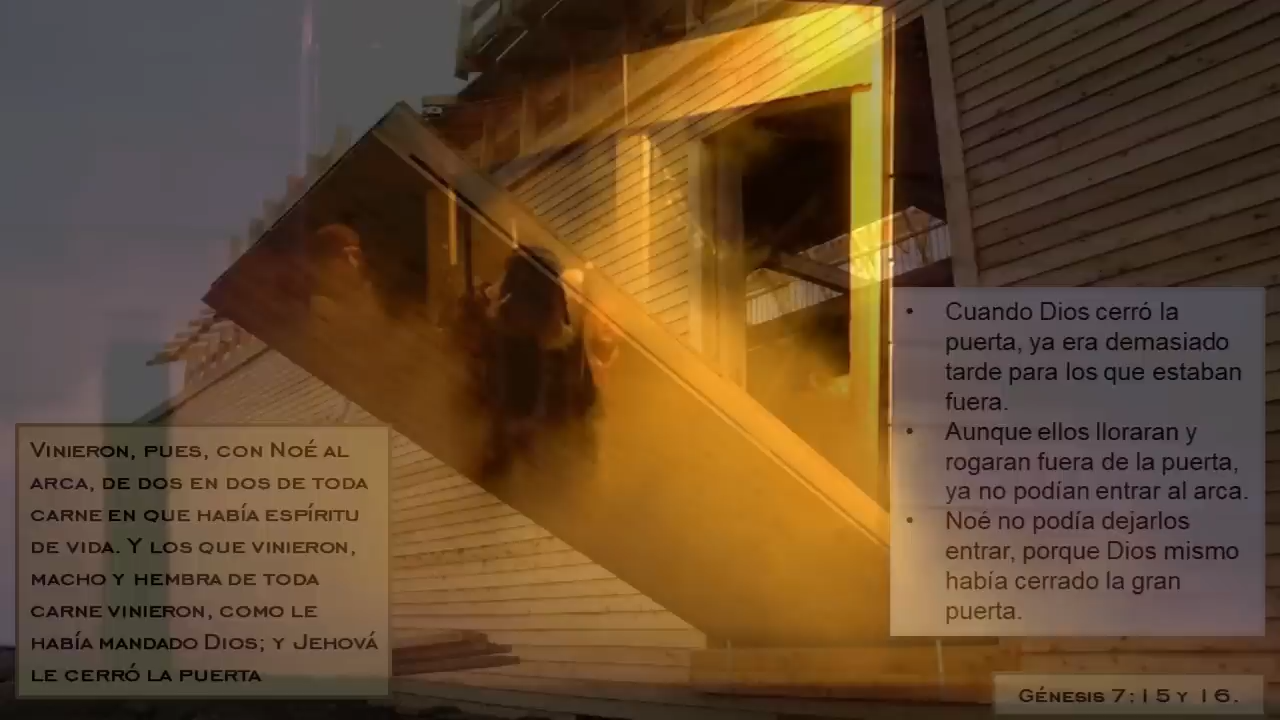 Vinieron, pues, con Noé al
arca, de dos en dos de toda
carne en que había espíritu
de vida. Y los que vinieron,
macho y hembra de toda
carne vinieron, como le
había mandado Dios; y Jehová
le cerró la puerta
• Cuando Dios cerró la
puerta, ya era demasiado
tarde para los que estaban
fuera.
• Aunque ellos lloraran y
rogaran fuera de la puerta,
ya no podían entrar al arca.
• Noé no podía dejarlos
entrar, porque Dios mismo
había cerrado la gran
puerta.
Génesis 7:15 y 16.